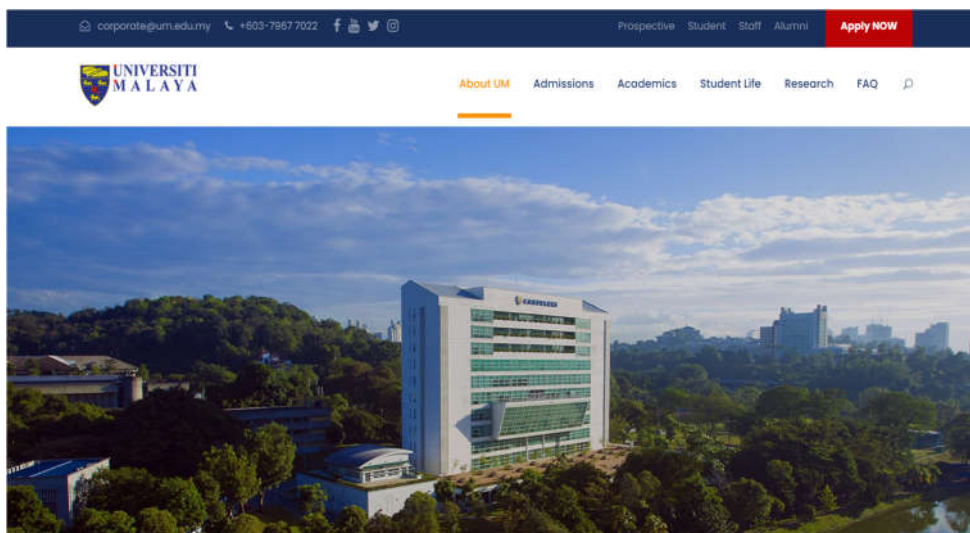 corporate@um.edu.my +603-7967 7022
Prospective Student Staff Alumni Apply NOW
UNIVERSITI
MALAYA
About UM Admissions Academics Student Life Research FAQ
CANSELERI